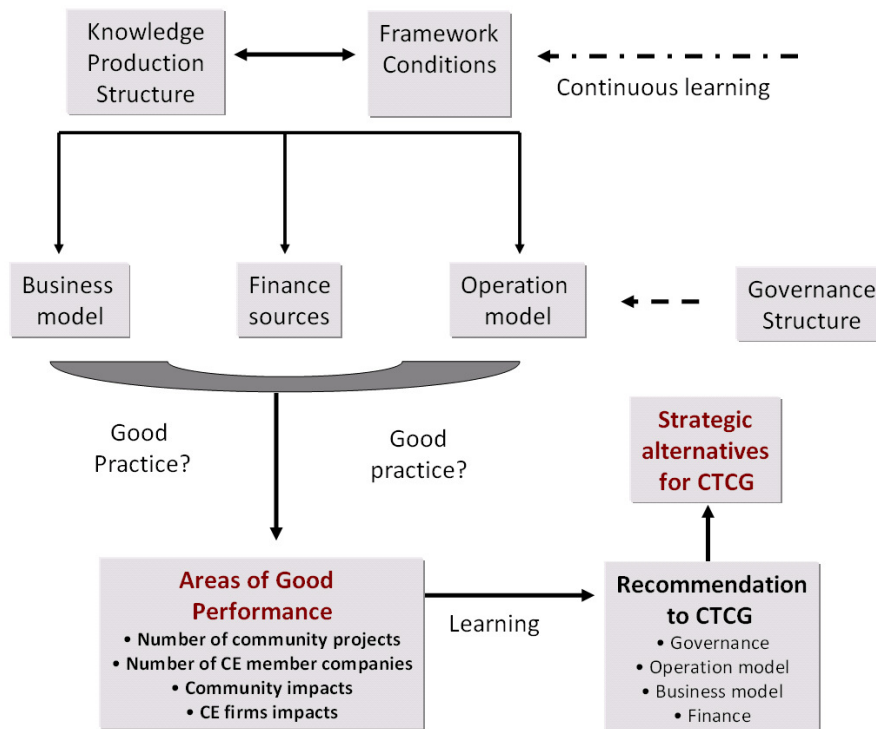 Knowledge
Production
Structure
Framework
Conditions
Continuous learning
Business
model
Finance
sources
Operation
model
Governance
Structure
Good
Practice?
Good
practice?
Strategic
alternatives
for CTCG
Areas of Good
Performance
• Number of community projects
• Number of CE member companies
• Community impacts
• CE firms impacts
Learning
Recommendation
to CTCG
• Governance
• Operation model
• Business model
• Finance